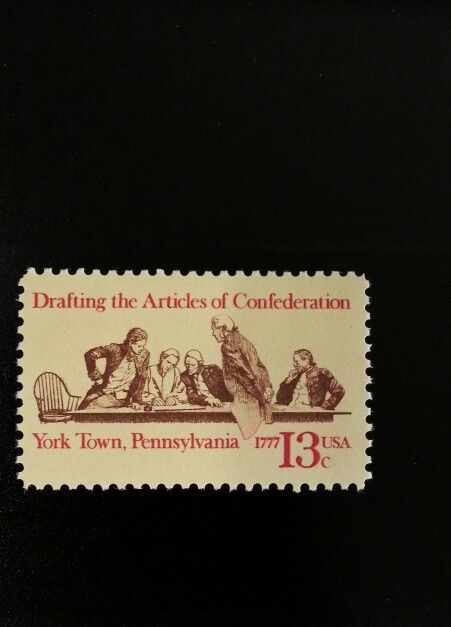 Drafting the Articles of Confederation
York Town, Pennsylvania 1777 13c USA